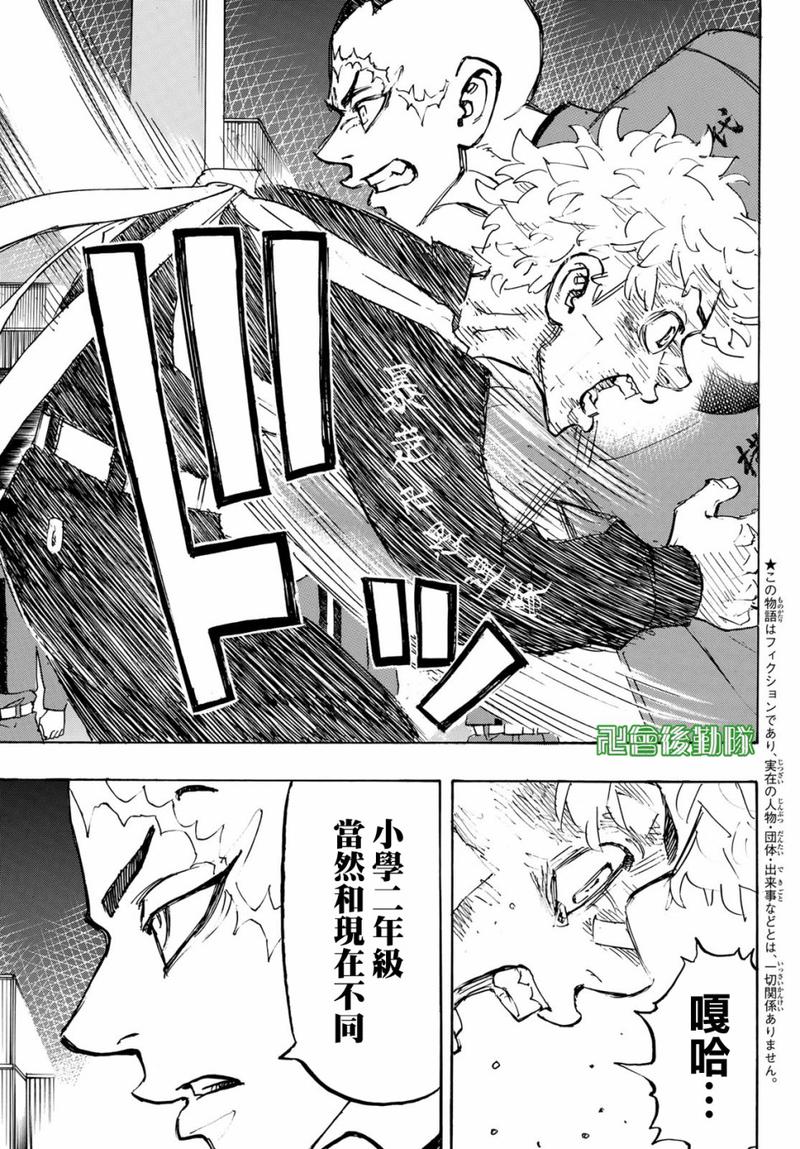 ドッ!!!
卍會後勤隊
嘎哈…
小學二年級
當然和現在不同
★この物語はフィクションであり、実在の人物・団体・出来事などとは、一切関係ありません。